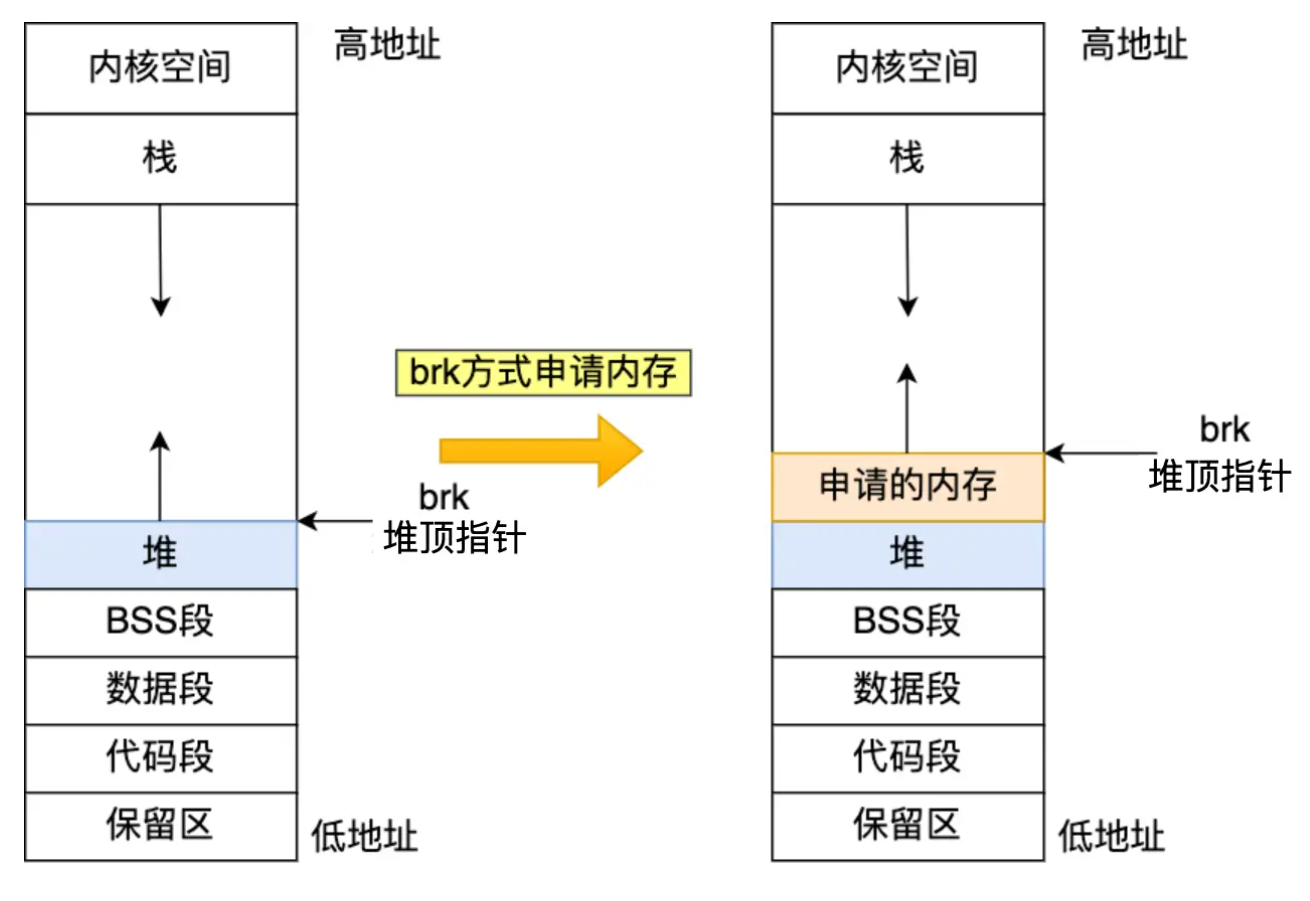 内核空间
高地址
栈
堆
BSS段
数据段
代码段
保留区
低地址
brk
堆顶指针
brk方式申请内存
内核空间
高地址
栈
申请的内存
堆
BSS段
数据段
代码段
保留区
低地址
brk
堆顶指针